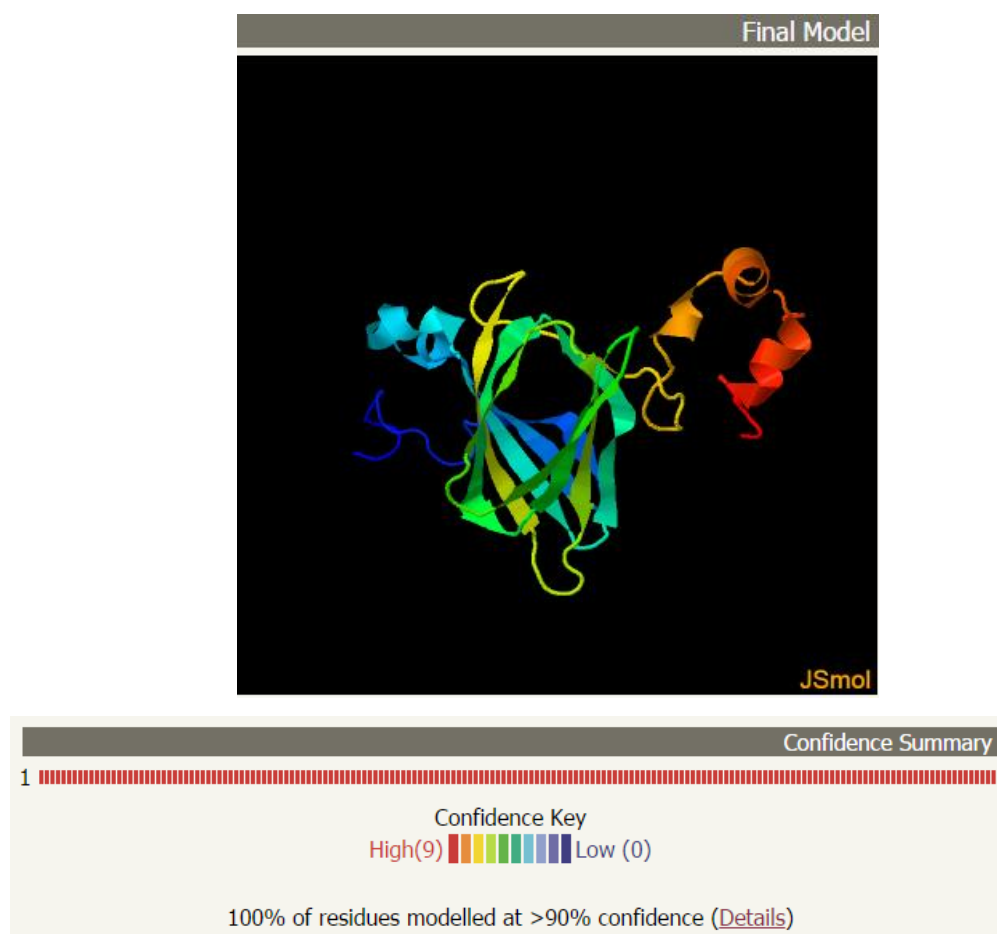 Final Model
JSmol
Confidence Summary
1
Confidence Key
High(9) Low (0)
100% of residues modelled at >90% confidence (Details)